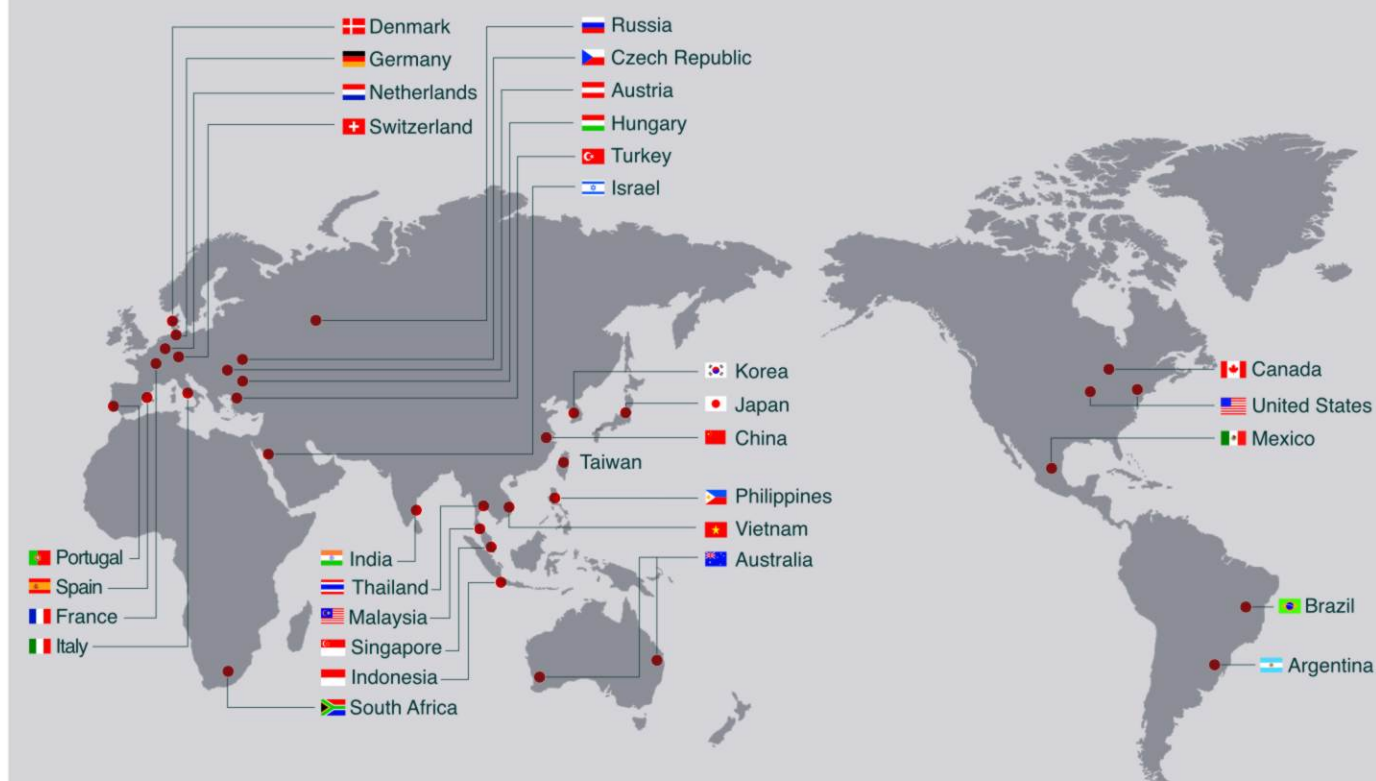 Denmark
Germany
Netherlands
Switzerland
Russia
Czech Republic
Austria
Hungary
Turkey
Israel
Korea
Japan
China
Taiwan
Philippines
Vietnam
Australia
Canada
United States
Mexico
Portugal
Spain
France
Italy
India
Thailand
Malaysia
Singapore
Indonesia
South Africa
Brazil
Argentina